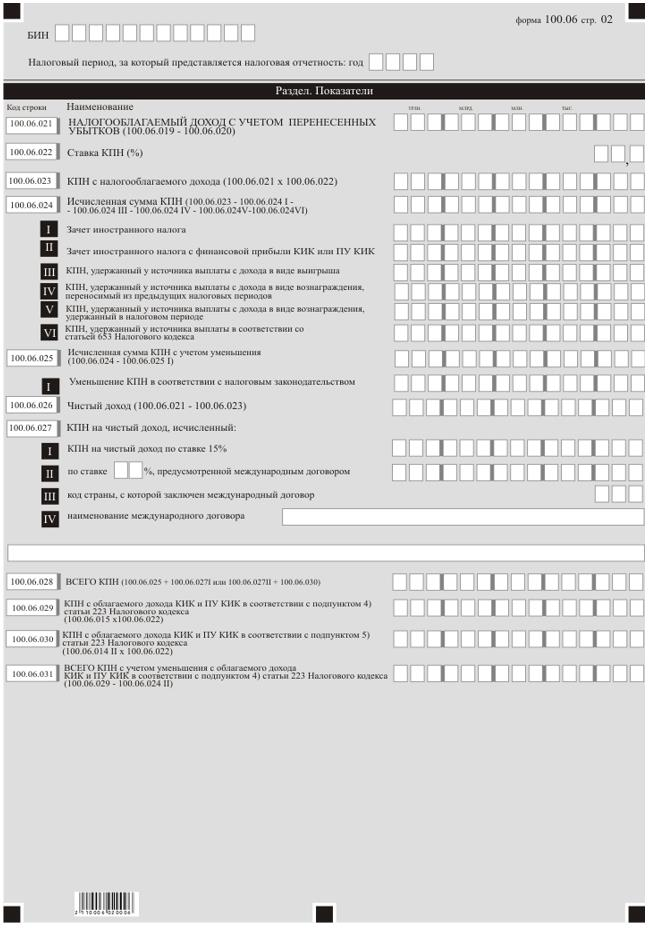 форма 100.06 стр. 02
БИН
Налоговый период, за который представляется налоговая отчетность: год
Раздел. Показатели
Код строки Наименование трлн. млрд. млн. тыс.
100.06.021 НАЛОГООБЛАГАЕМЫЙ ДОХОД С УЧЕТОМ ПЕРЕНЕСЕННЫХ
УБЫТКОВ (100.06.019 - 100.06.020)
100.06.022 Ставка КПН (%) ,
100.06.023 КПН с налогооблагаемого дохода (100.06.021 x 100.06.022)
100.06.024 Исчисленная сумма КПН (100.06.023 - 100.06.024 I -
- 100.06.024 III - 100.06.024 IV - 100.06.024V-100.06.024VI)
I Зачет иностранного налога
II Зачет иностранного налога с финансовой прибыли КИК или ПУ КИК
III КПН, удержанный у источника выплаты с дохода в виде выигрыша
IV КПН, удержанный у источника выплаты с дохода в виде вознаграждения,
переносимый из предыдущих налоговых периодов
V КПН, удержанный у источника выплаты с дохода в виде вознаграждения,
удержанный в налоговом периоде
VI КПН, удержанный у источника выплаты в соответствии со
статьей 653 Налогового кодекса
100.06.025 Исчисленная сумма КПН с учетом уменьшения
(100.06.024 - 100.06.025 I)
I Уменьшение КПН в соответствии с налоговым законодательством
100.06.026 Чистый доход (100.06.021 - 100.06.023)
100.06.027 КПН на чистый доход, исчисленный:
I КПН на чистый доход по ставке 15%
II по ставке %, предусмотренной международным договором
III код страны, с которой заключен международный договор
IV наименование международного договора
100.06.028 ВСЕГО КПН (100.06.025 + 100.06.027I или 100.06.027II + 100.06.030)
100.06.029 КПН с облагаемого дохода КИК и ПУ КИК в соответствии с подпунктом 4)
статьи 223 Налогового кодекса
(100.06.015 x100.06.022)
100.06.030 КПН с облагаемого дохода КИК и ПУ КИК в соответствии с подпунктом 5)
статьи 223 Налогового кодекса
(100.06.014 II x 100.06.022)
100.06.031 ВСЕГО КПН с учетом уменьшения с облагаемого дохода
КИК и ПУ КИК в соответствии с подпунктом 4) статьи 223 Налогового кодекса
(100.06.029 - 100.06.024 II)